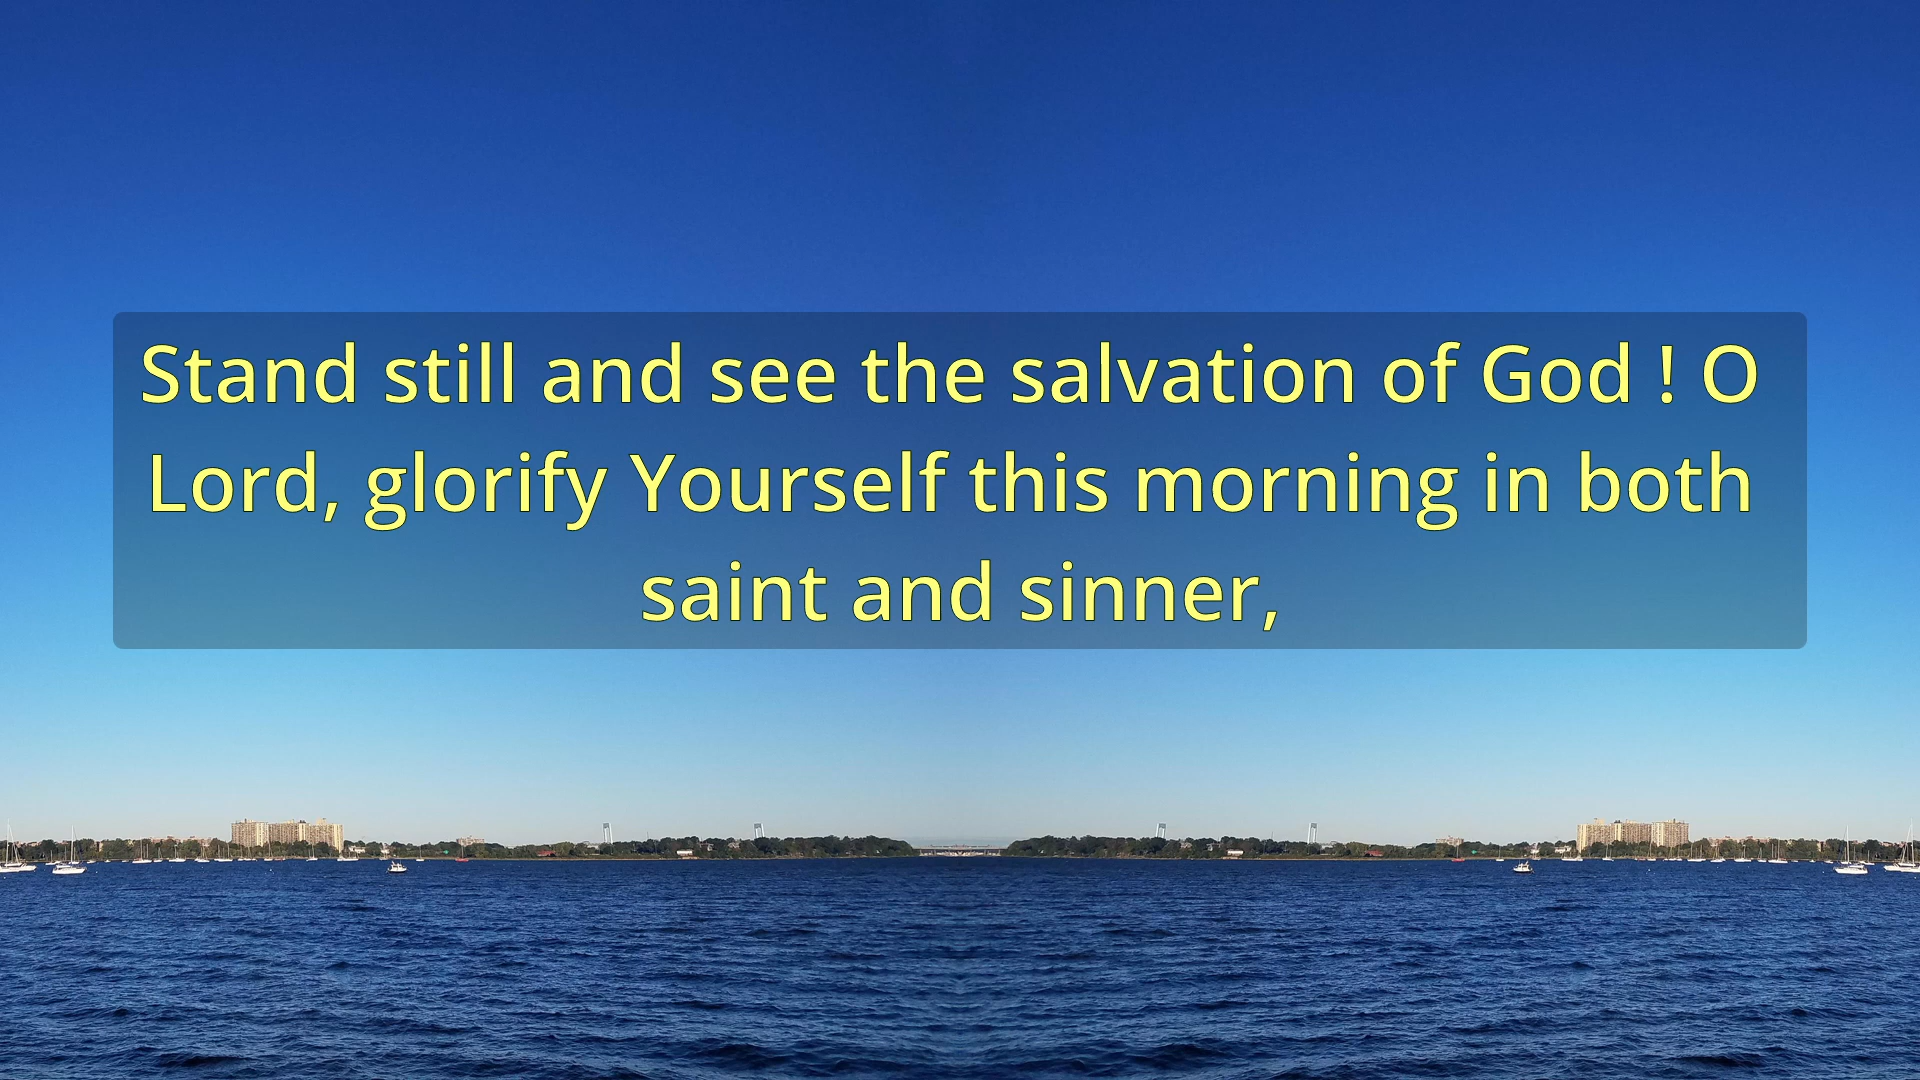 Stand still and see the salvation of God ! O
Lord, glorify Yourself this morning in both
saint and sinner,